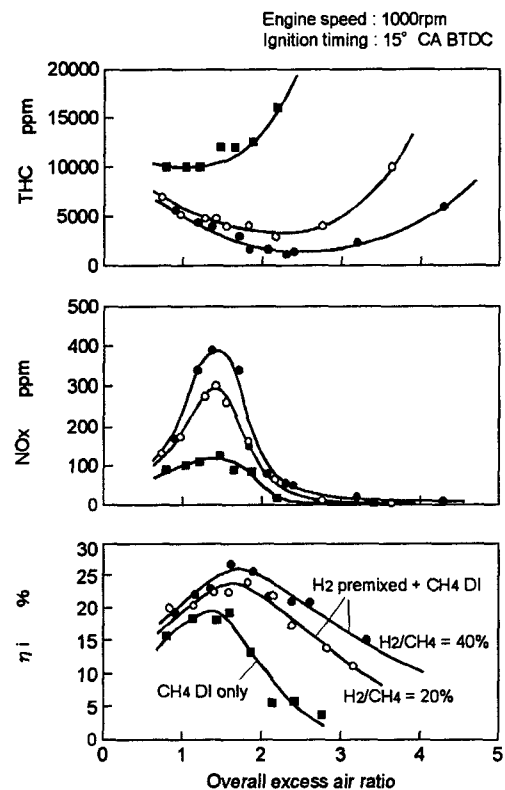 Engine speed : 1000rpm
Ignition timing : 15° CA BTDC
THC ppm
20000
15000
10000
5000
0
NOx ppm
500
400
300
200
100
0
η i %
30
25
20
15
10
5
0
H2 premixed + CH4 DI
H2/CH4 = 40%
CH4 DI only
H2/CH4 = 20%
0 1 2 3 4 5
Overall excess air ratio